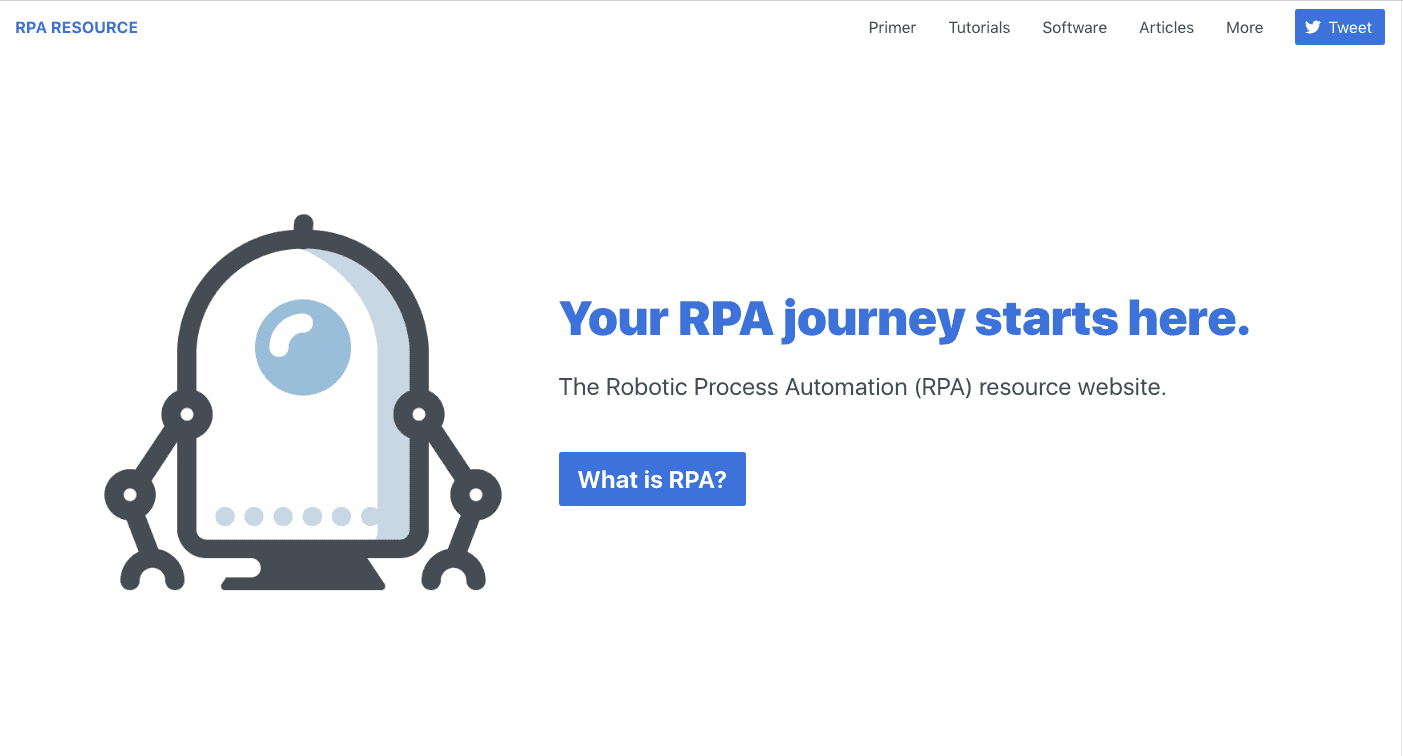 RPA RESOURCE
Primer Tutorials Software Articles More Tweet
Your RPA journey starts here.
The Robotic Process Automation (RPA) resource website.
What is RPA?